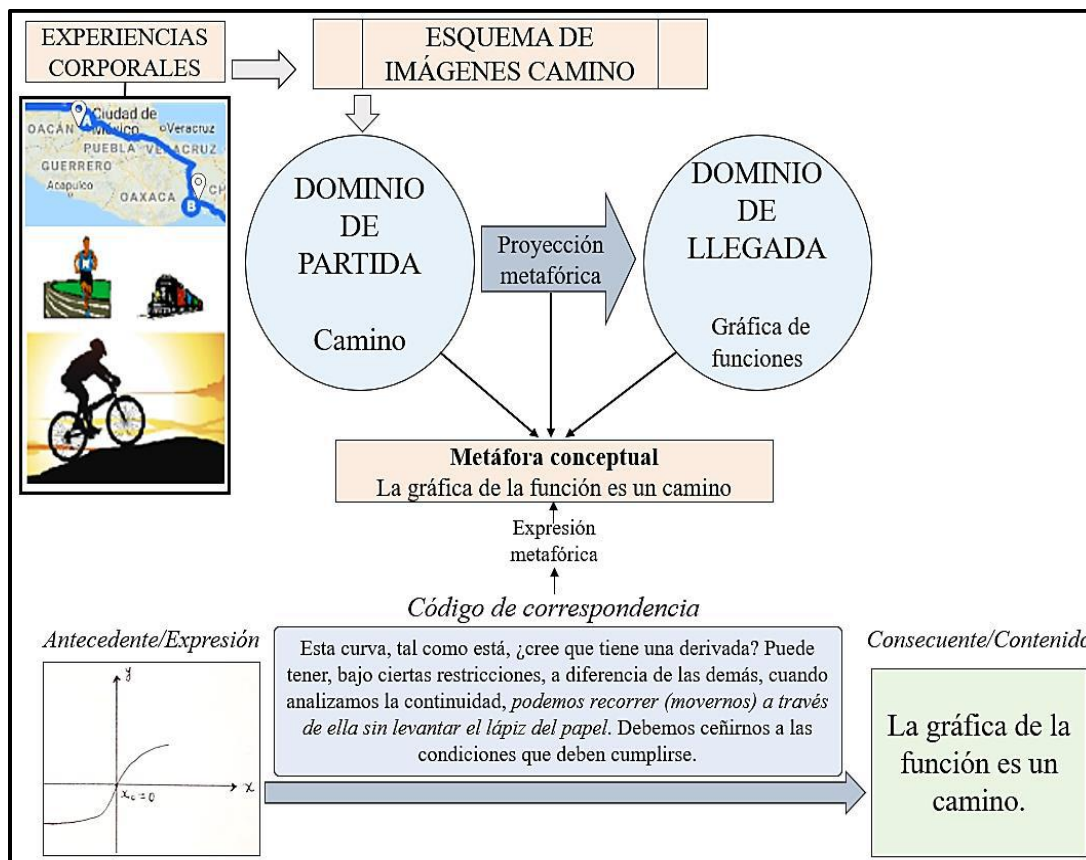 EXPERIENCIAS
CORPORALES
ESQUEMA DE
IMÁGENES CAMINO
A
Ciudad de
México
Veracruz
OACÁN
PUEBLA
VERACRUZ
GUERRERO
Acapulco
OAXACA
CH
B
DOMINIO
DE
PARTIDA
Camino
Proyección
metafórica
DOMINIO
DE
LLEGADA
Gráfica de
funciones
Metáfora conceptual
La gráfica de la función es un camino
Expresión
metafórica
Código de correspondencia
Antecedente/Expresión
y
x
x₀=0
Esta curva, tal como está, ¿cree que tiene una derivada? Puede
tener, bajo ciertas restricciones, a diferencia de las demás, cuando
analizamos la continuidad, podemos recorrer (movernos) a través
de ella sin levantar el lápiz del papel. Debemos ceñirnos a las
condiciones que deben cumplirse.
Consecuente/Contenido
La gráfica de la
función es un
camino.